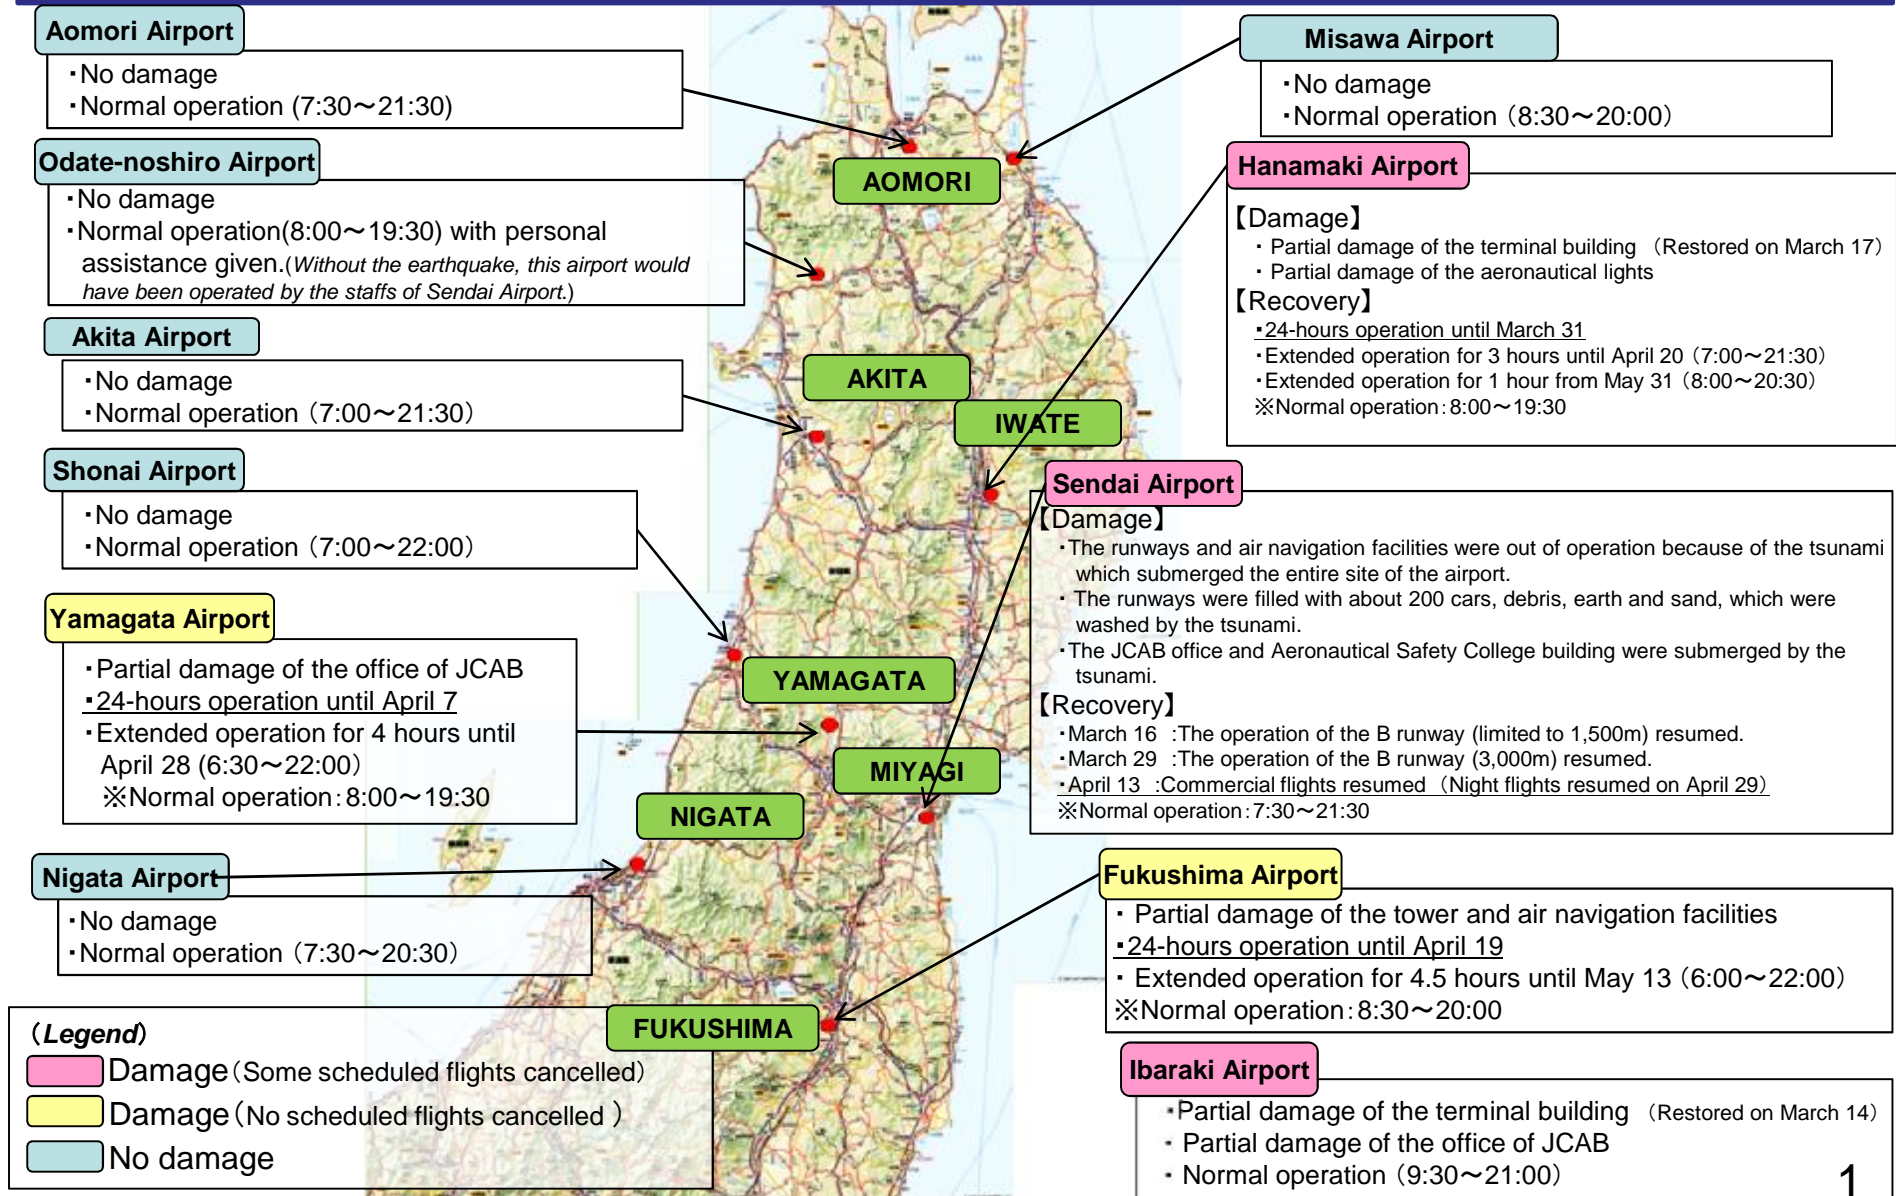 Aomori Airport
・No damage
・Normal operation (7:30～21:30)
Odate-noshiro Airport
・No damage
・Normal operation(8:00～19:30) with personal
assistance given.(Without the earthquake, this airport would
have been operated by the staffs of Sendai Airport.)
Akita Airport
・No damage
・Normal operation (7:00～21:30)
Shonai Airport
・No damage
・Normal operation (7:00～22:00)
Yamagata Airport
・Partial damage of the office of JCAB
・24-hours operation until April 7
・Extended operation for 4 hours until
April 28 (6:30～22:00)
※Normal operation：8:00～19:30
Nigata Airport
・No damage
・Normal operation (7:30～20:30)
(Legend)
Damage(Some scheduled flights cancelled)
Damage(No scheduled flights cancelled )
No damage
AOMORI
AKITA
IWATE
YAMAGATA
MIYAGI
NIGATA
FUKUSHIMA
Misawa Airport
・No damage
・Normal operation (8:30～20:00)
Hanamaki Airport
【Damage】
・ Partial damage of the terminal building (Restored on March 17)
・ Partial damage of the aeronautical lights
【Recovery】
・24-hours operation until March 31
・Extended operation for 3 hours until April 20 (7:00～21:30)
・Extended operation for 1 hour from May 31 (8:00～20:30)
※Normal operation：8:00～19:30
Sendai Airport
【Damage】
・The runways and air navigation facilities were out of operation because of the tsunami
which submerged the entire site of the airport.
・ The runways were filled with about 200 cars, debris, earth and sand, which were
washed by the tsunami.
・The JCAB office and Aeronautical Safety College building were submerged by the
tsunami.
【Recovery】
・March 16 :The operation of the B runway (limited to 1,500m) resumed.
・March 29 :The operation of the B runway (3,000m) resumed.
・April 13 :Commercial flights resumed (Night flights resumed on April 29)
※Normal operation：7:30～21:30
Fukushima Airport
・ Partial damage of the tower and air navigation facilities
・24-hours operation until April 19
・ Extended operation for 4.5 hours until May 13 (6:00～22:00)
※Normal operation：8:30～20:00
Ibaraki Airport
・Partial damage of the terminal building (Restored on March 14)
・ Partial damage of the office of JCAB
・ Normal operation (9:30～21:00)
1